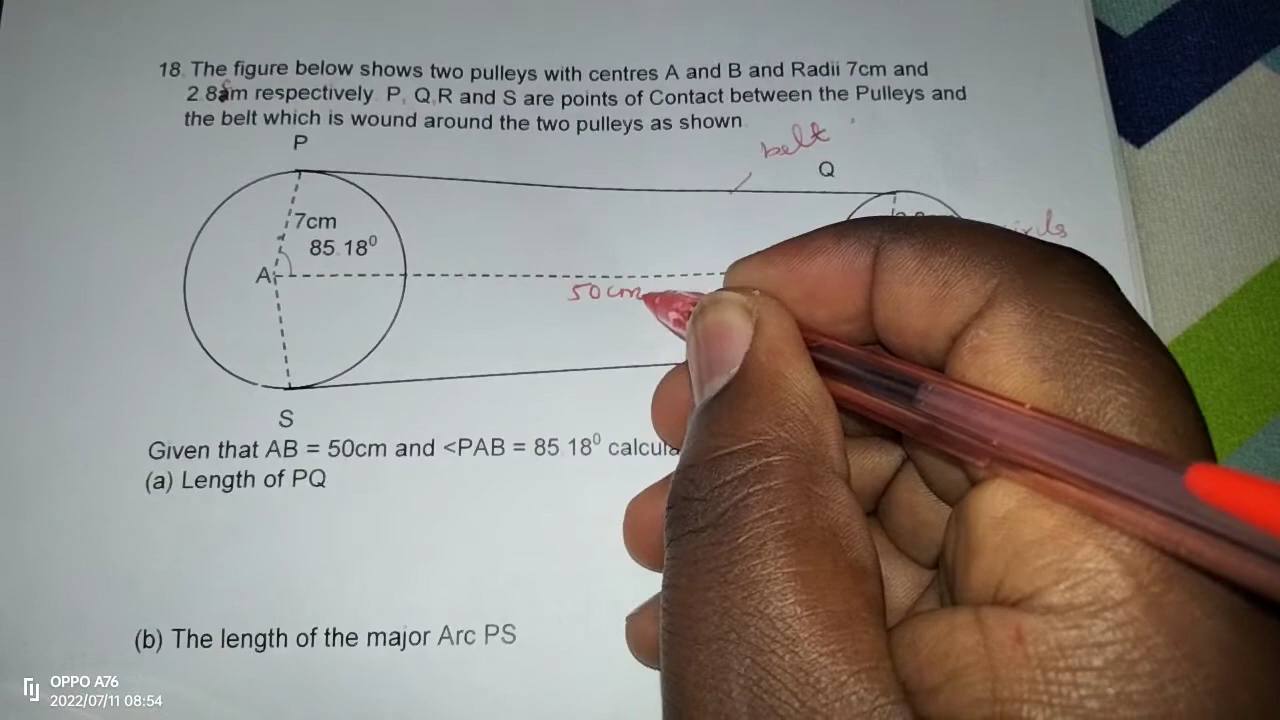 18 The figure below shows two pulleys with centres A and B and Radii 7cm and
2 8cm respectively P, Q,R and S are points of Contact between the Pulleys and
the belt which is wound around the two pulleys as shown
belt
P
Q
7cm
85.18⁰
A
50cm
S
Given that AB = 50cm and <PAB = 85 18⁰
(a) Length of PQ
(b) The length of the major Arc PS
OPPO A76
2022/07/11 08:54